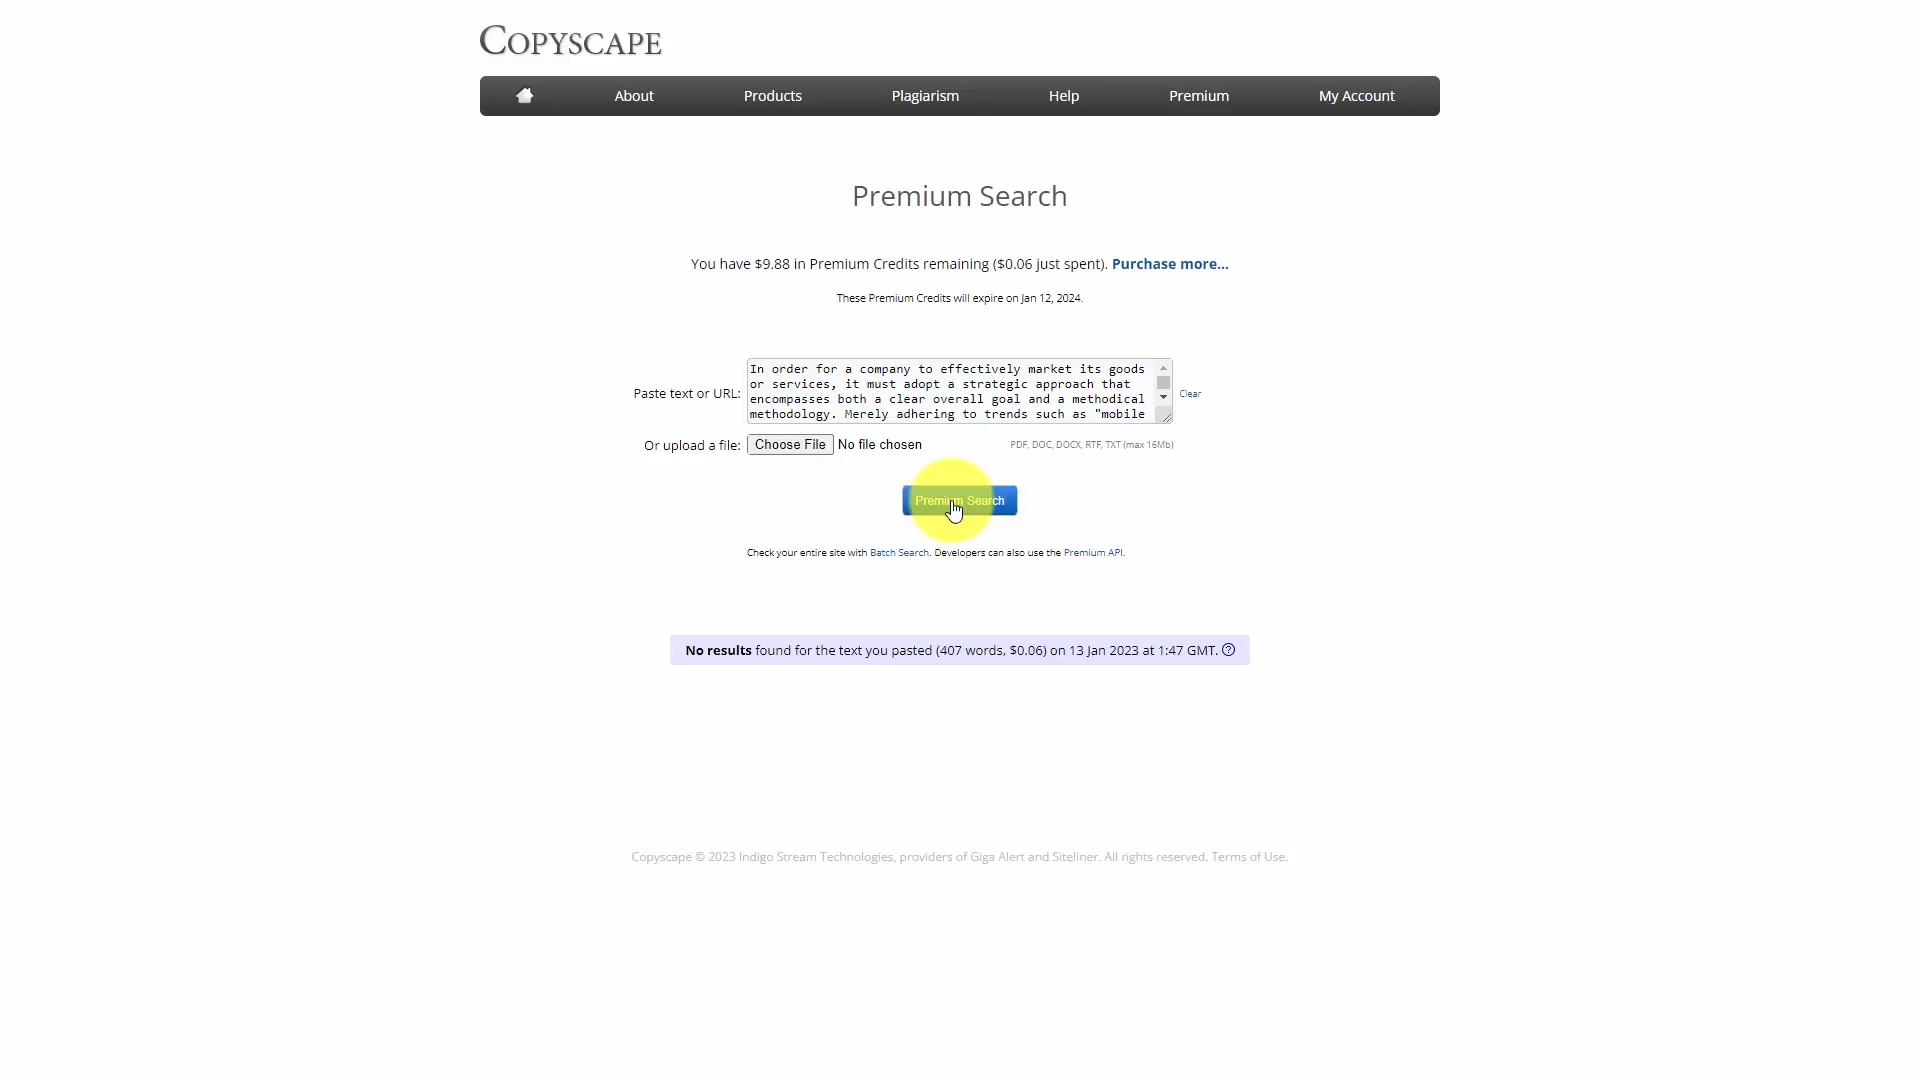 COPYSCAPE
About Products Plagiarism Help Premium My Account
Premium Search
You have $9.88 in Premium Credits remaining ($0.06 just spent). Purchase more...
These Premium Credits will expire on Jan 12, 2024.
Paste text or URL:
In order for a company to effectively market its goods
or services, it must adopt a strategic approach that
encompasses both a clear overall goal and a methodical
methodology. Merely adhering to trends such as "mobile
Clear
Or upload a file: Choose File No file chosen PDF, DOC, DOCX, RTF, TXT (max 16Mb)
Premium Search
Check your entire site with Batch Search. Developers can also use the Premium API.
No results found for the text you pasted (407 words, $0.06) on 13 Jan 2023 at 1:47 GMT. ?
Copyscape © 2023 Indigo Stream Technologies, providers of Giga Alert and Siteliner. All rights reserved. Terms of Use.